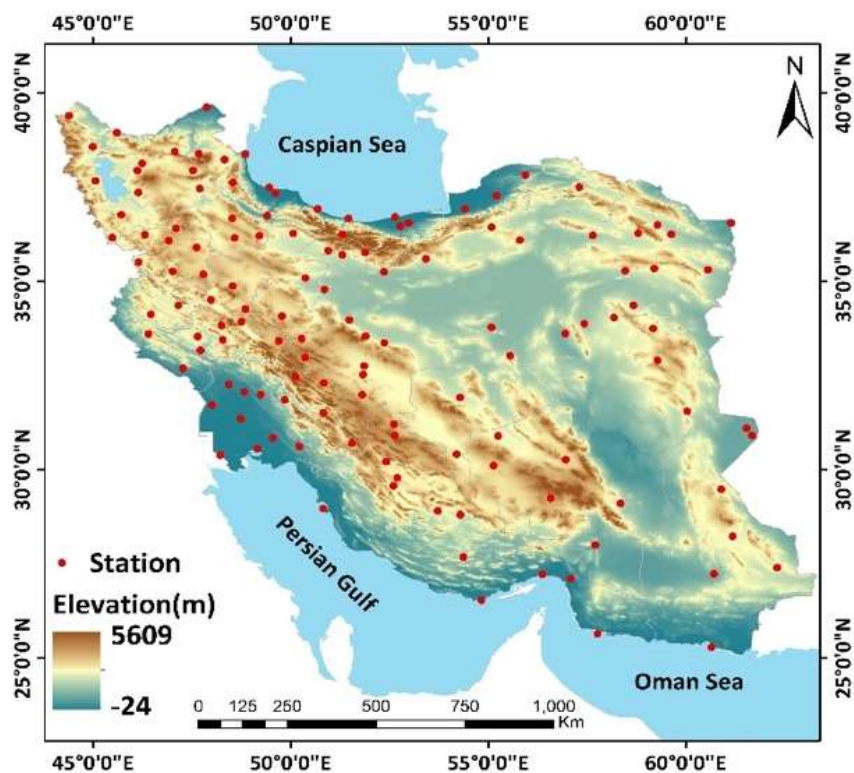 45°0'0"E 50°0'0"E 55°0'0"E 60°0'0"E
N
40°0'0"N 40°0'0"N
Caspian Sea
35°0'0"N 35°0'0"N
30°0'0"N 30°0'0"N
Persian Gulf
Station
Elevation(m)
5609
-24
25°0'0"N 25°0'0"N
Oman Sea
0 125 250 500 750 1,000
Km
45°0'0"E 50°0'0"E 55°0'0"E 60°0'0"E